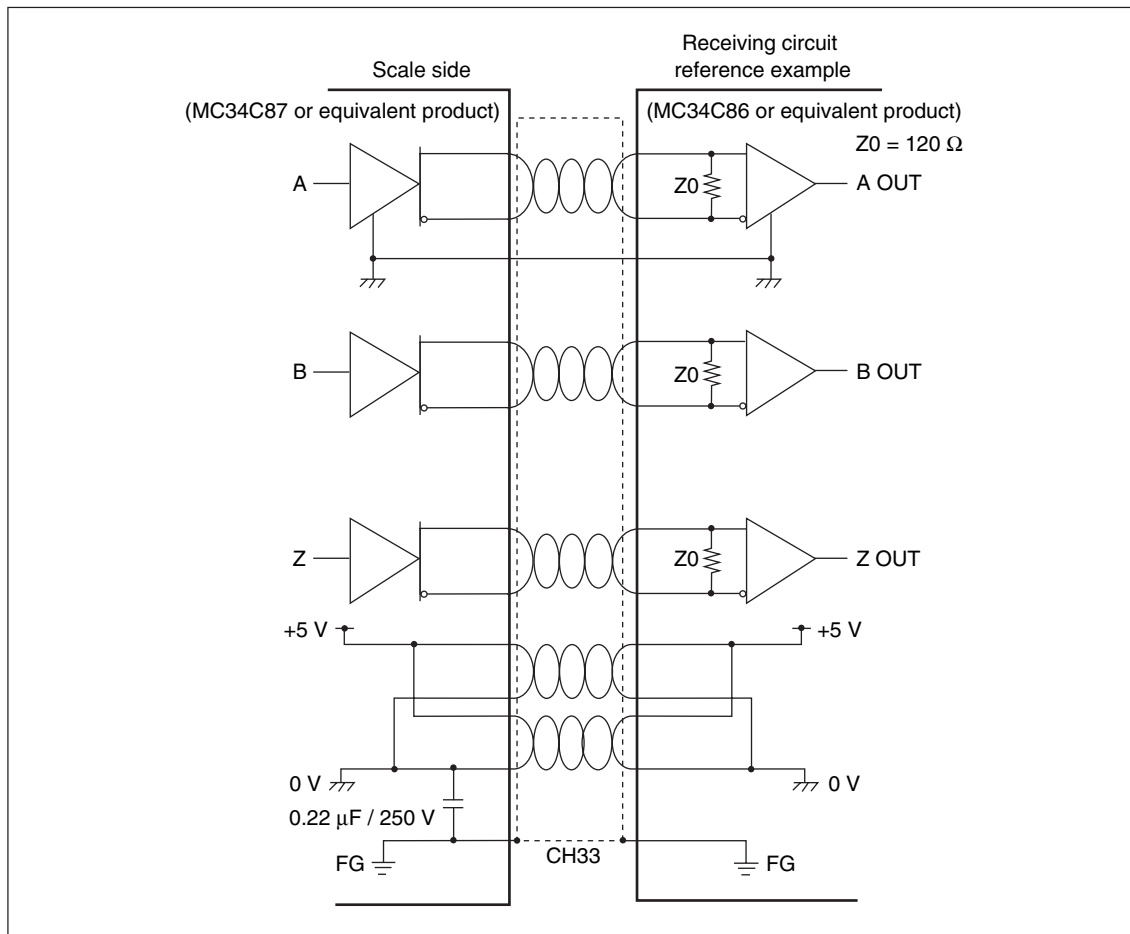 Scale side
Receiving circuit
reference example
(MC34C87 or equivalent product)
(MC34C86 or equivalent product)
Z0 = 120 Ω
A
Z0
A OUT
B
Z0
B OUT
Z
Z0
Z OUT
+5 V
+5 V
0 V
0 V
0.22 µF / 250 V
FG
CH33
FG